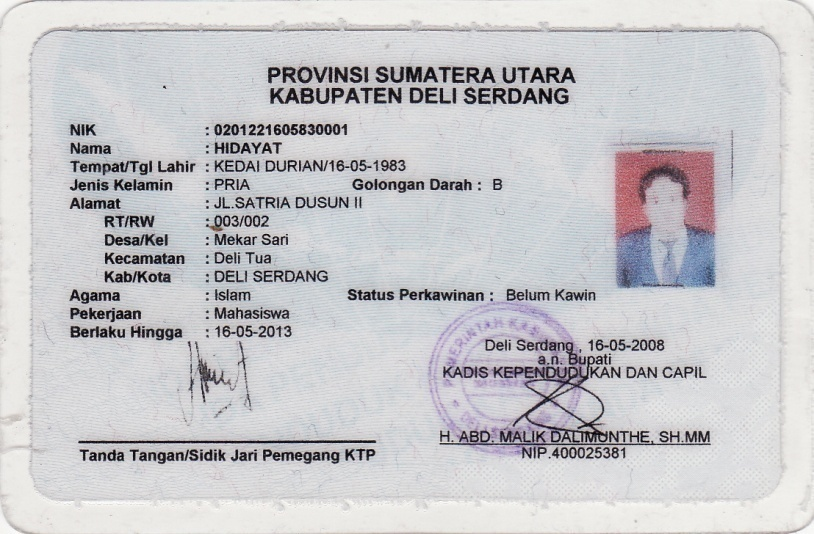 PROVINSI SUMATERA UTARA
KABUPATEN DELI SERDANG
NIK : 0201221605830001
Nama : HIDAYAT
Tempat/Tgl Lahir : KEDAI DURIAN/16-05-1983
Jenis Kelamin : PRIA Golongan Darah : B
Alamat : JL.SATRIA DUSUN II
RT/RW : 003/002
Desa/Kel : Mekar Sari
Kecamatan : Deli Tua
Kab/Kota : DELI SERDANG
Agama : Islam Status Perkawinan : Belum Kawin
Pekerjaan : Mahasiswa
Berlaku Hingga : 16-05-2013
Deli Serdang , 16-05-2008
a.n. Bupati
KADIS KEPENDUDUKAN DAN CAPIL
H. ABD. MALIK DALIMUNTHE, SH.MM
NIP.400025381
Tanda Tangan/Sidik Jari Pemegang KTP